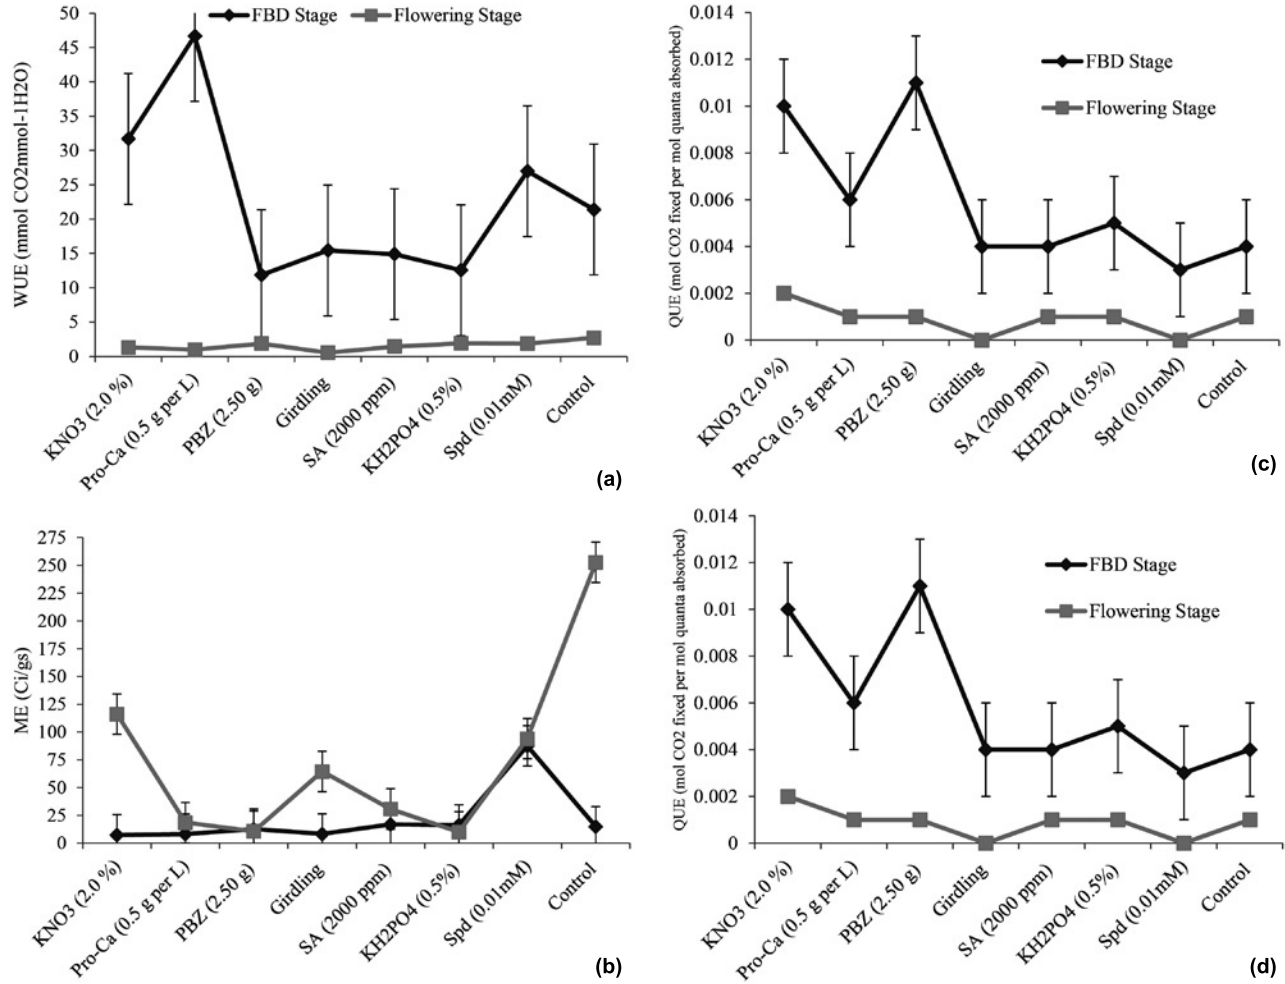 FBD Stage Flowering Stage
WUE (mmol CO2mmol-1H2O)
50
45
40
35
30
25
20
15
10
5
0
KNO3 (2.0 %)
Pro-Ca (0.5 g per L)
PBZ (2.50 g)
Girdling
SA (2000 ppm)
KH2PO4 (0.5%)
Spd (0.01mM)
Control
(a)
ME (Ci/gs)
275
250
225
200
175
150
125
100
75
50
25
0
KNO3 (2.0 %)
Pro-Ca (0.5 g per L)
PBZ (2.50 g)
Girdling
SA (2000 ppm)
KH2PO4 (0.5%)
Spd (0.01mM)
Control
(b)
QUE (mol CO2 fixed per mol quanta absorbed)
0.014
0.012
0.01
0.008
0.006
0.004
0.002
0
FBD Stage
Flowering Stage
KNO3 (2.0 %)
Pro-Ca (0.5 g per L)
PBZ (2.50 g)
Girdling
SA (2000 ppm)
KH2PO4 (0.5%)
Spd (0.01mM)
Control
(c)
QUE (mol CO2 fixed per mol quanta absorbed)
0.014
0.012
0.01
0.008
0.006
0.004
0.002
0
FBD Stage
Flowering Stage
KNO3 (2.0 %)
Pro-Ca (0.5 g per L)
PBZ (2.50 g)
Girdling
SA (2000 ppm)
KH2PO4 (0.5%)
Spd (0.01mM)
Control
(d)